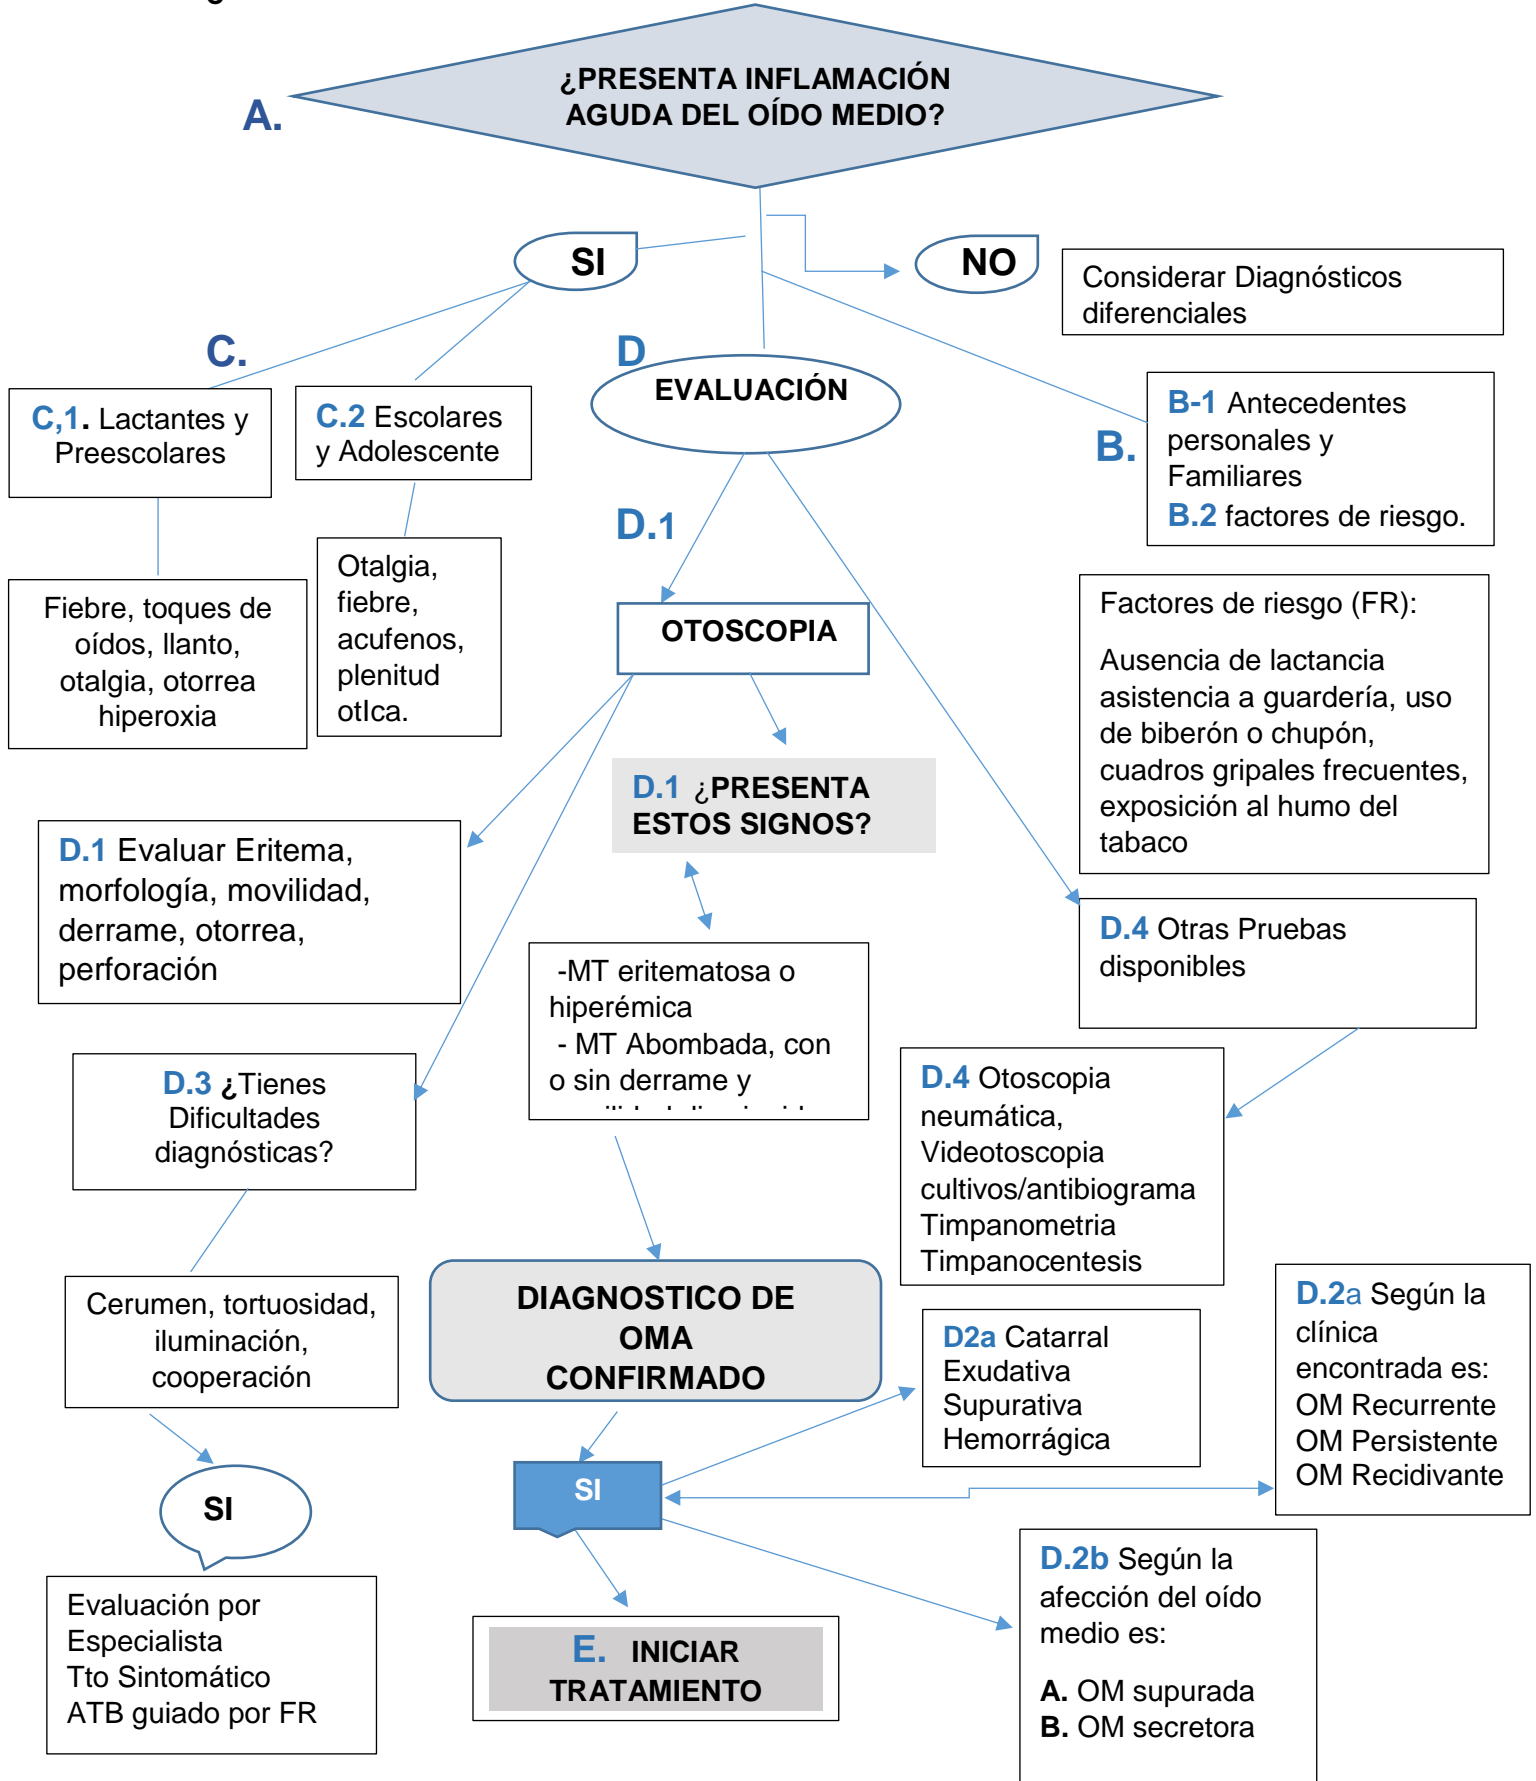 ¿PRESENTA INFLAMACIÓN
AGUDA DEL OÍDO MEDIO?
A.
SI
NO
Considerar Diagnósticos
diferenciales
C.
C,1. Lactantes y
Preescolares
C.2 Escolares
y Adolescente
D
EVALUACIÓN
B.
B-1 Antecedentes
personales y
Familiares
B.2 factores de riesgo.
Fiebre, toques de
oídos, llanto,
otalgia, otorrea
hiperoxia
Otalgia,
fiebre,
acufenos,
plenitud
otIca.
D.1
OTOSCOPIA
Factores de riesgo (FR):
Ausencia de lactancia
asistencia a guardería, uso
de biberón o chupón,
cuadros gripales frecuentes,
exposición al humo del
tabaco
D.1 ¿PRESENTA
ESTOS SIGNOS?
D.1 Evaluar Eritema,
morfología, movilidad,
derrame, otorrea,
perforación
-MT eritematosa o
hiperémica
- MT Abombada, con
o sin derrame y
D.4 Otras Pruebas
disponibles
D.3 ¿Tienes
Dificultades
diagnósticas?
D.4 Otoscopia
neumática,
Videotoscopia
cultivos/antibiograma
Timpanometria
Timpanocentesis
Cerumen, tortuosidad,
iluminación,
cooperación
DIAGNOSTICO DE
OMA
CONFIRMADO
D2a Catarral
Exudativa
Supurativa
Hemorrágica
D.2a Según la
clínica
encontrada es:
OM Recurrente
OM Persistente
OM Recidivante
SI
SI
Evaluación por
Especialista
Tto Sintomático
ATB guiado por FR
E. INICIAR
TRATAMIENTO
D.2b Según la
afección del oído
medio es:
A. OM supurada
B. OM secretora